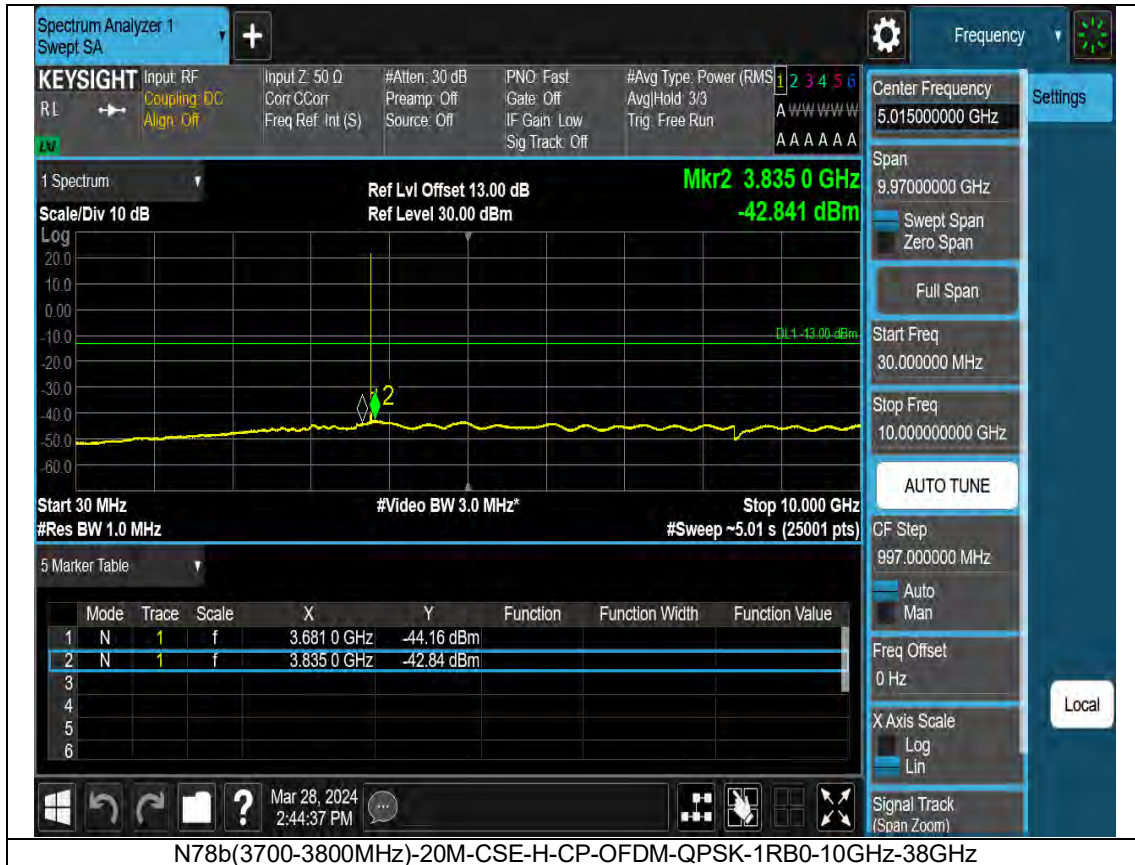 Spectrum Analyzer 1
Swept SA
Frequency
KEYSIGHT
RL
Input: RF
Coupling: DC
Align: Off
Input Z: 50 Ω
Corr CCorr
Freq Ref: Int (S)
#Atten: 30 dB
Preamp: Off
Source: Off
PNO: Fast
Gate: Off
IF Gain: Low
Sig Track: Off
#Avg Type: Power (RMS
Avg|Hold: 3/3
Trig: Free Run
1 2 3 4 5 6
A W W W W W
A A A A A A
1 Spectrum
Scale/Div 10 dB
Ref Lvl Offset 13.00 dB
Ref Level 30.00 dBm
Mkr2 3.835 0 GHz
-42.841 dBm
Log
20.0
10.0
0.00
-10.0
-20.0
-30.0
-40.0
-50.0
-60.0
DL1 -13.00 dBm
2
Start 30 MHz
#Res BW 1.0 MHz
#Video BW 3.0 MHz*
Stop 10.000 GHz
#Sweep ~5.01 s (25001 pts)
5 Marker Table
Mode Trace Scale X Y Function Function Width Function Value
1 N 1 f 3.681 0 GHz -44.16 dBm
2 N 1 f 3.835 0 GHz -42.84 dBm
3
4
5
6
Mar 28, 2024
2:44:37 PM
Center Frequency
5.015000000 GHz
Settings
Span
9.97000000 GHz
Swept Span
Zero Span
Full Span
Start Freq
30.000000 MHz
Stop Freq
10.000000000 GHz
AUTO TUNE
CF Step
997.000000 MHz
Auto
Man
Freq Offset
0 Hz
X Axis Scale
Log
Lin
Local
Signal Track
(Span Zoom)
N78b(3700-3800MHz)-20M-CSE-H-CP-OFDM-QPSK-1RB0-10GHz-38GHz